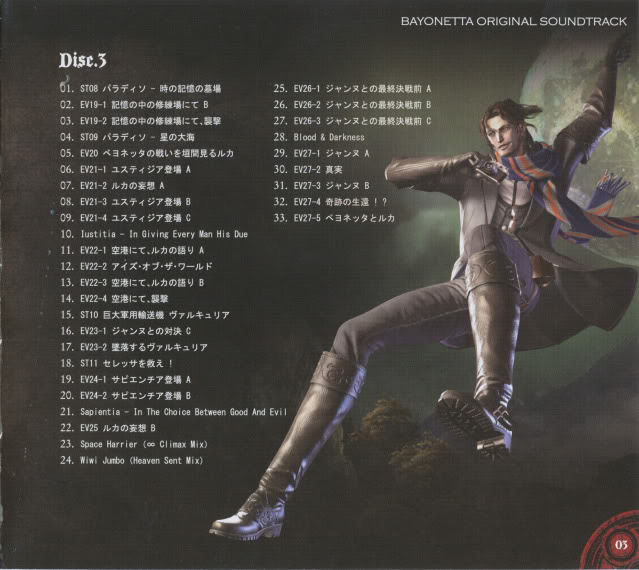 BAYONETTA ORIGINAL SOUNDTRACK
Disc.3
01. ST08 パラディソ － 時の記憶の墓場
02. EV19-1 記憶の中の修練場にて B
03. EV19-2 記憶の中の修練場にて、襲撃
04. ST09 パラディソ － 星の大海
05. EV20 ベヨネッタの戦いを垣間見るルカ
06. EV21-1 ユスティジア登場 A
07. EV21-2 ルカの妄想 A
08. EV21-3 ユスティジア登場 B
09. EV21-4 ユスティジア登場 C
10. Iustitia - In Giving Every Man His Due
11. EV22-1 空港にて、ルカの語り A
12. EV22-2 アイズ・オブ・ザ・ワールド
13. EV22-3 空港にて、ルカの語り B
14. EV22-4 空港にて、襲撃
15. ST10 巨大軍用輸送機 ヴァルキュリア
16. EV23-1 ジャンヌとの対決 C
17. EV23-2 墜落するヴァルキュリア
18. ST11 セレッサを救え！
19. EV24-1 サピエンチア登場 A
20. EV24-2 サピエンチア登場 B
21. Sapientia - In The Choice Between Good And Evil
22. EV25 ルカの妄想 B
23. Space Harrier (∞ Climax Mix)
24. Wiwi Jumbo (Heaven Sent Mix)
25. EV26-1 ジャンヌとの最終決戦前 A
26. EV26-2 ジャンヌとの最終決戦前 B
27. EV26-3 ジャンヌとの最終決戦前 C
28. Blood & Darkness
29. EV27-1 ジャンヌ A
30. EV27-2 真実
31. EV27-3 ジャンヌ B
32. EV27-4 奇跡の生還！？
33. EV27-5 ベヨネッタとルカ
03